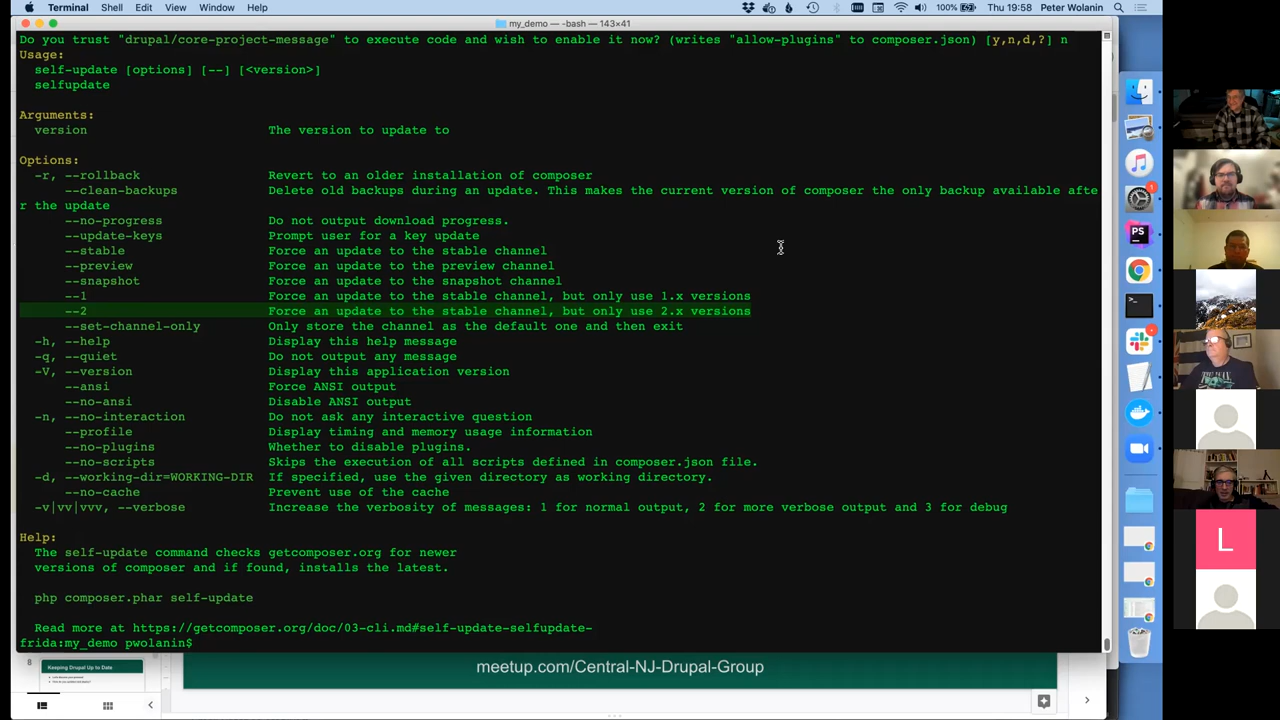 Terminal Shell Edit View Window Help 100% Thu 19:58 Peter Wolanin
my_demo — -bash — 143×41
Do you trust "drupal/core-project-message" to execute code and wish to enable it now? (writes "allow-plugins" to composer.json) [y,n,d,?] n
Usage:
self-update [options] [--] [<version>]
selfupdate
Arguments:
version The version to update to
Options:
-r, --rollback Revert to an older installation of composer
--clean-backups Delete old backups during an update. This makes the current version of composer the only backup available afte
r the update
--no-progress Do not output download progress.
--update-keys Prompt user for a key update
--stable Force an update to the stable channel
--preview Force an update to the preview channel
--snapshot Force an update to the snapshot channel
--1 Force an update to the stable channel, but only use 1.x versions
--2 Force an update to the stable channel, but only use 2.x versions
--set-channel-only Only store the channel as the default one and then exit
-h, --help Display this help message
-q, --quiet Do not output any message
-V, --version Display this application version
--ansi Force ANSI output
--no-ansi Disable ANSI output
-n, --no-interaction Do not ask any interactive question
--profile Display timing and memory usage information
--no-plugins Whether to disable plugins.
--no-scripts Skips the execution of all scripts defined in composer.json file.
-d, --working-dir=WORKING-DIR If specified, use the given directory as working directory.
--no-cache Prevent use of the cache
-v|vv|vvv, --verbose Increase the verbosity of messages: 1 for normal output, 2 for more verbose output and 3 for debug
Help:
The self-update command checks getcomposer.org for newer
versions of composer and if found, installs the latest.
php composer.phar self-update
Read more at https://getcomposer.org/doc/03-cli.md#self-update-selfupdate-
frida:my_demo pwolanin$
8 Keeping Drupal Up to Date
meetup.com/Central-NJ-Drupal-Group
PS
L